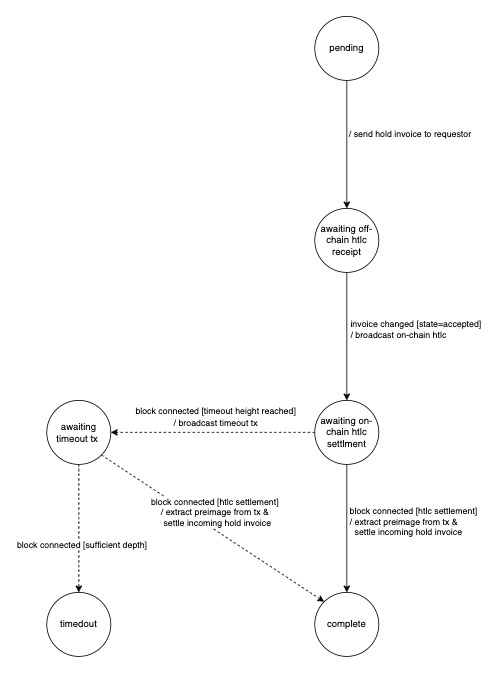 pending
/ send hold invoice to requestor
awaiting off-
chain htlc
receipt
invoice changed [state=accepted]
/ broadcast on-chain htlc
block connected [timeout height reached]
/ broadcast timeout tx
awaiting
timeout tx
awaiting on-
chain htlc
settlment
block connected [htlc settlement]
/ extract preimage from tx &
settle incoming hold invoice
block connected [htlc settlement]
/ extract preimage from tx &
settle incoming hold invoice
block connected [sufficient depth]
timedout
complete